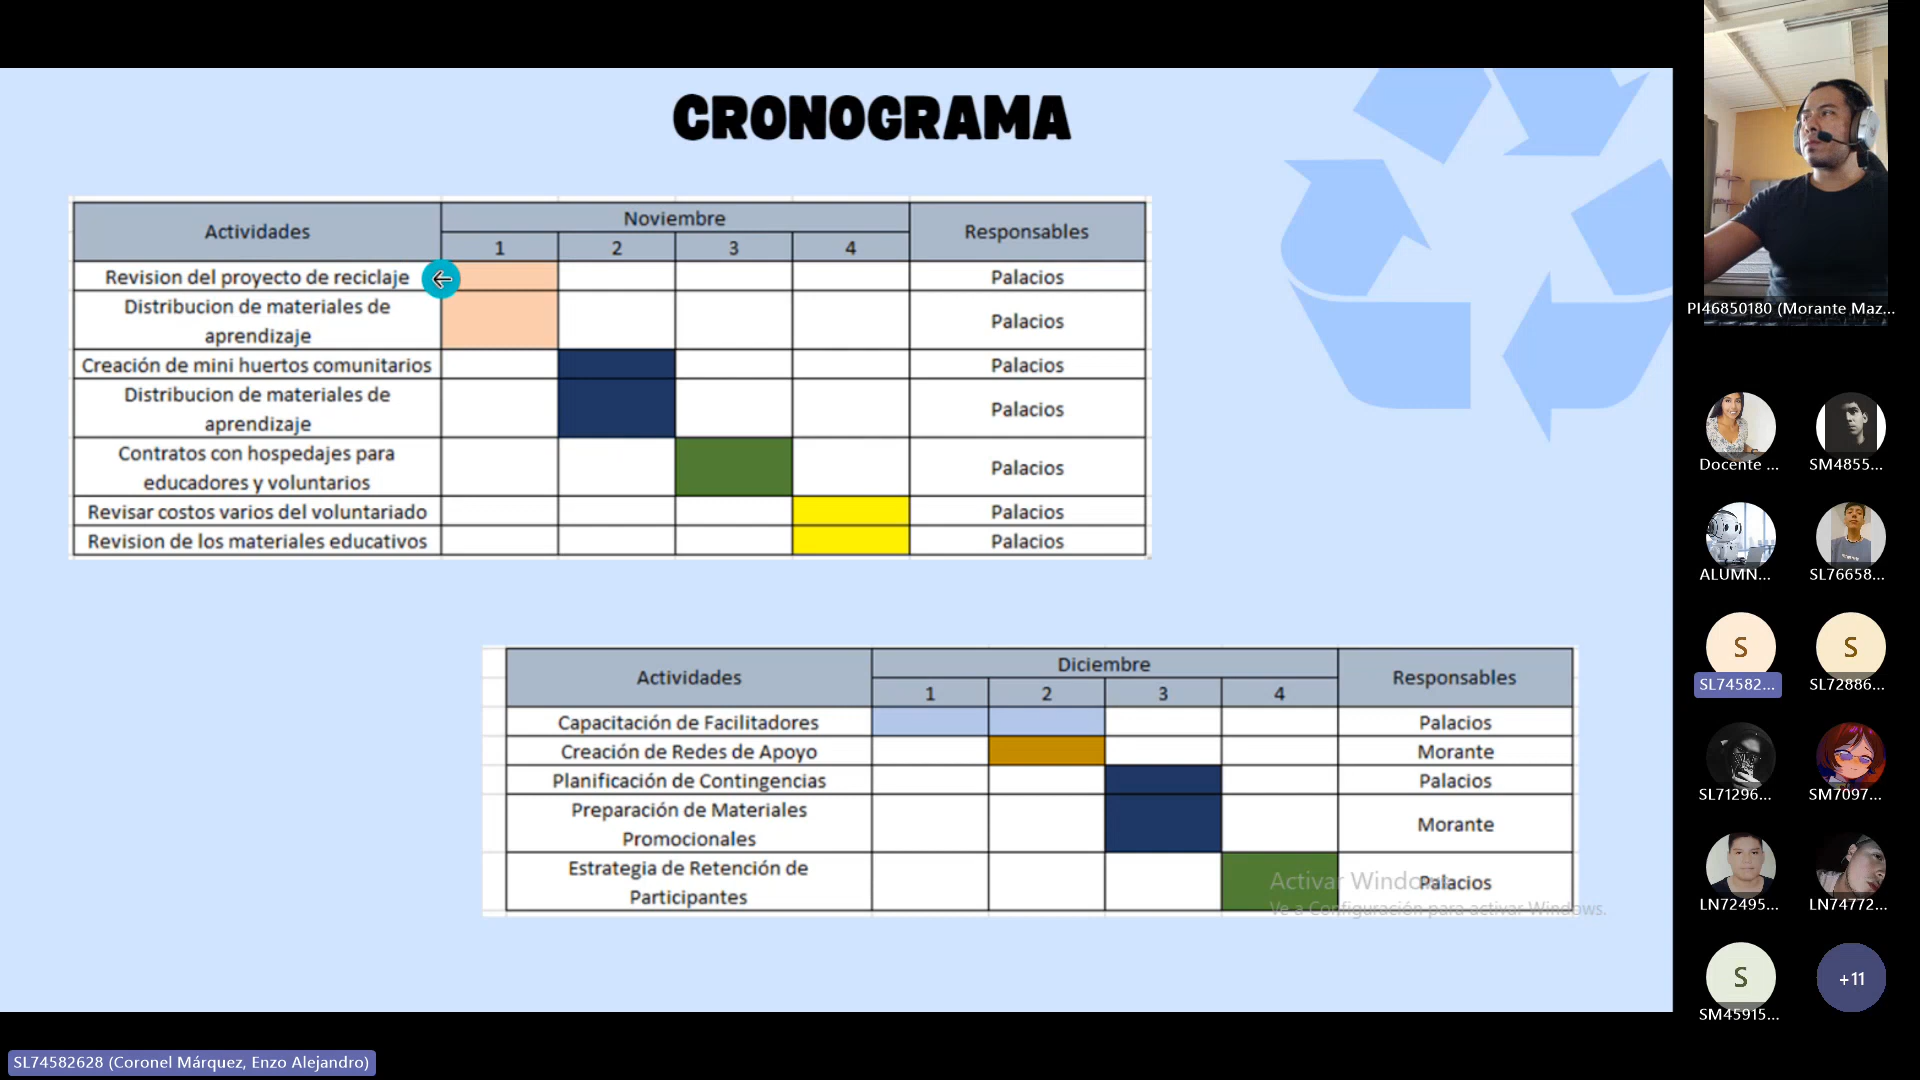 CRONOGRAMA
Actividades
Noviembre
Responsables
1
2
3
4
Revision del proyecto de reciclaje
Palacios
Distribucion de materiales de
aprendizaje
Palacios
Creación de mini huertos comunitarios
Palacios
Distribucion de materiales de
aprendizaje
Palacios
Contratos con hospedajes para
educadores y voluntarios
Palacios
Revisar costos varios del voluntariado
Palacios
Revision de los materiales educativos
Palacios
Actividades
Diciembre
Responsables
1
2
3
4
Capacitación de Facilitadores
Palacios
Creación de Redes de Apoyo
Morante
Planificación de Contingencias
Palacios
Preparación de Materiales
Promocionales
Morante
Estrategia de Retención de
Participantes
Palacios
Activar Windows
Ve a Configuración para activar Windows.
PI46850180 (Morante Maz...
Docente ...
SM4855...
ALUMN...
SL76658...
S
SL74582...
S
SL72886...
SL71296...
SM7097...
LN72495...
LN74772...
S
SM45915...
+11
SL74582628 (Coronel Márquez, Enzo Alejandro)